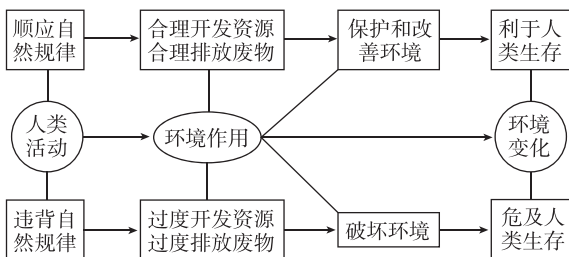 顺应自
然规律
合理开发资源
合理排放废物
保护和改
善环境
利于人
类生存
人类
活动
环境作用
环境
变化
违背自
然规律
过度开发资源
过度排放废物
破坏环境
危及人
类生存